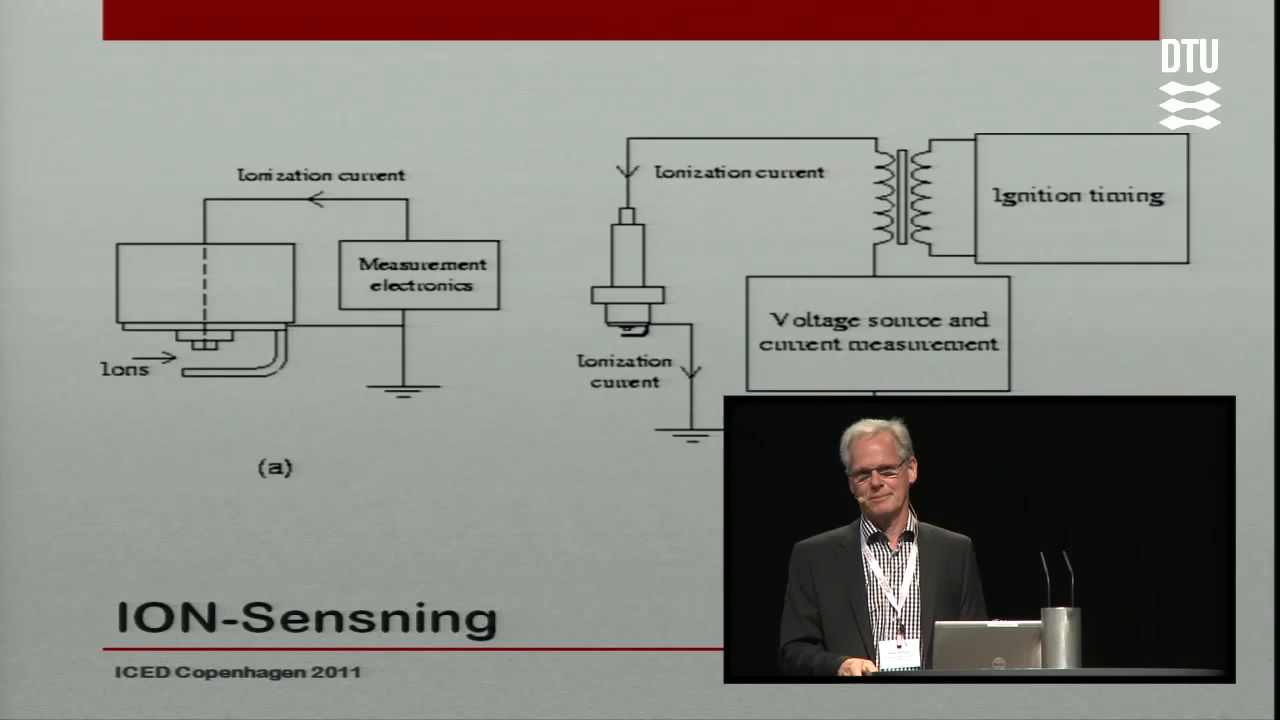 DTU
Ionization current
Measurement
electronics
Ions
(a)
Ionization current
Ignition timing
Voltage source and
current measurement
Ionization
current
ION-Sensning
ICED Copenhagen 2011